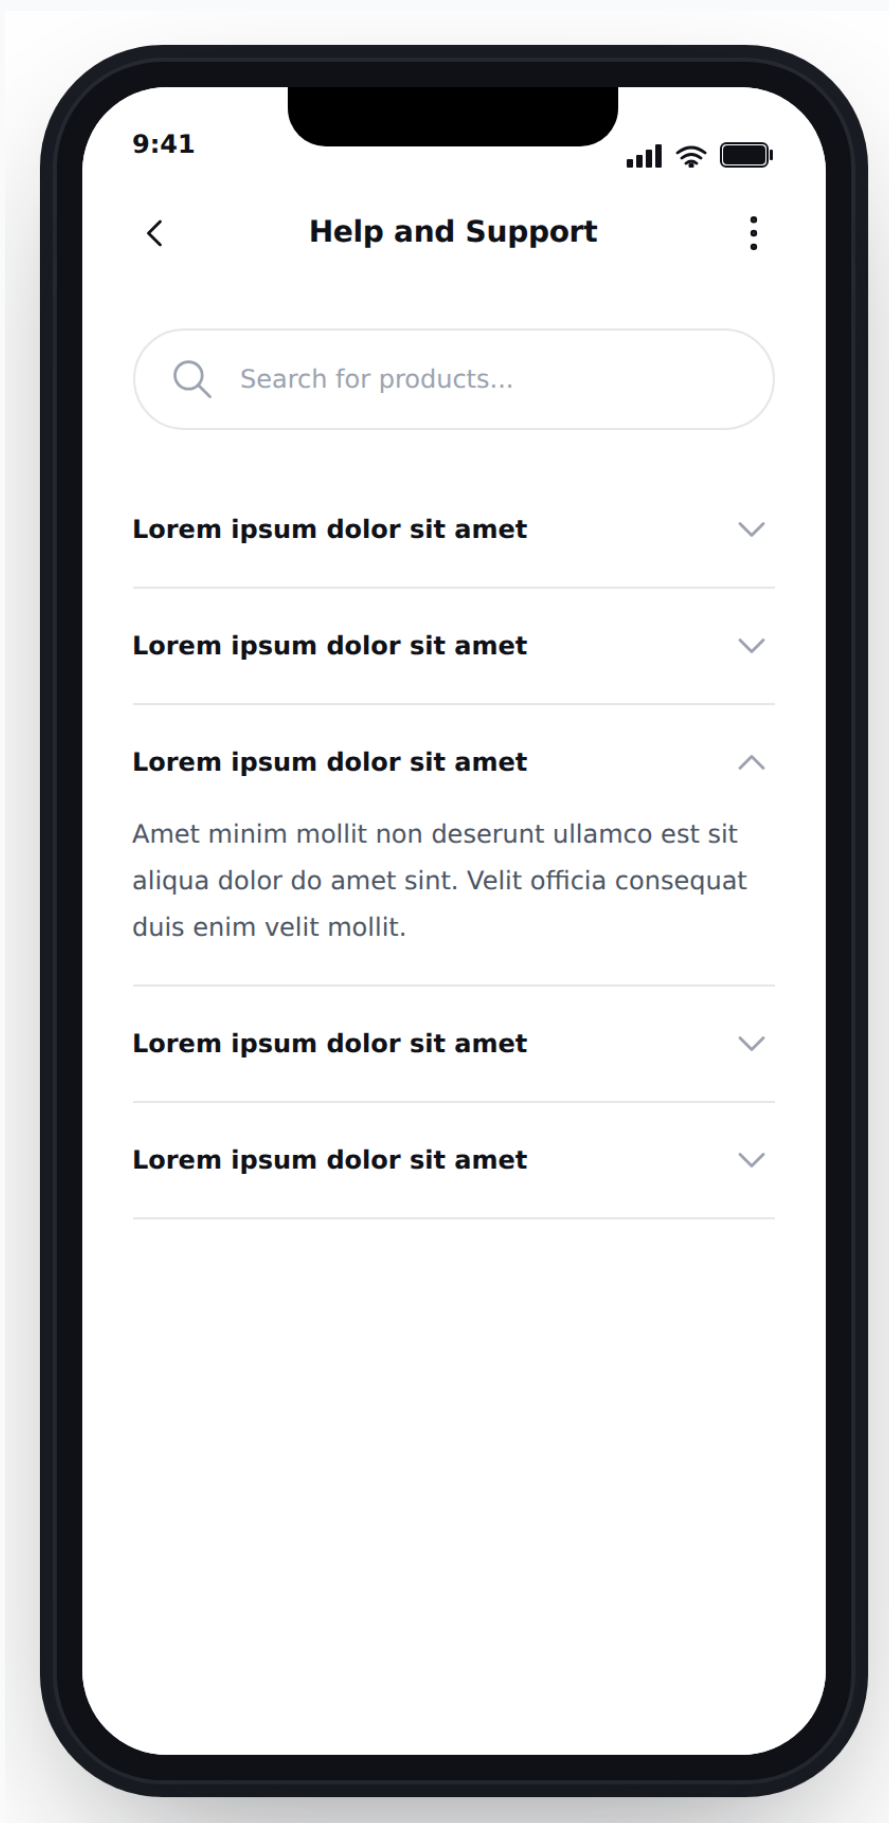 9:41
Help and Support
Search for products...
Lorem ipsum dolor sit amet
Lorem ipsum dolor sit amet
Lorem ipsum dolor sit amet
Amet minim mollit non deserunt ullamco est sit
aliqua dolor do amet sint. Velit officia consequat
duis enim velit mollit.
Lorem ipsum dolor sit amet
Lorem ipsum dolor sit amet